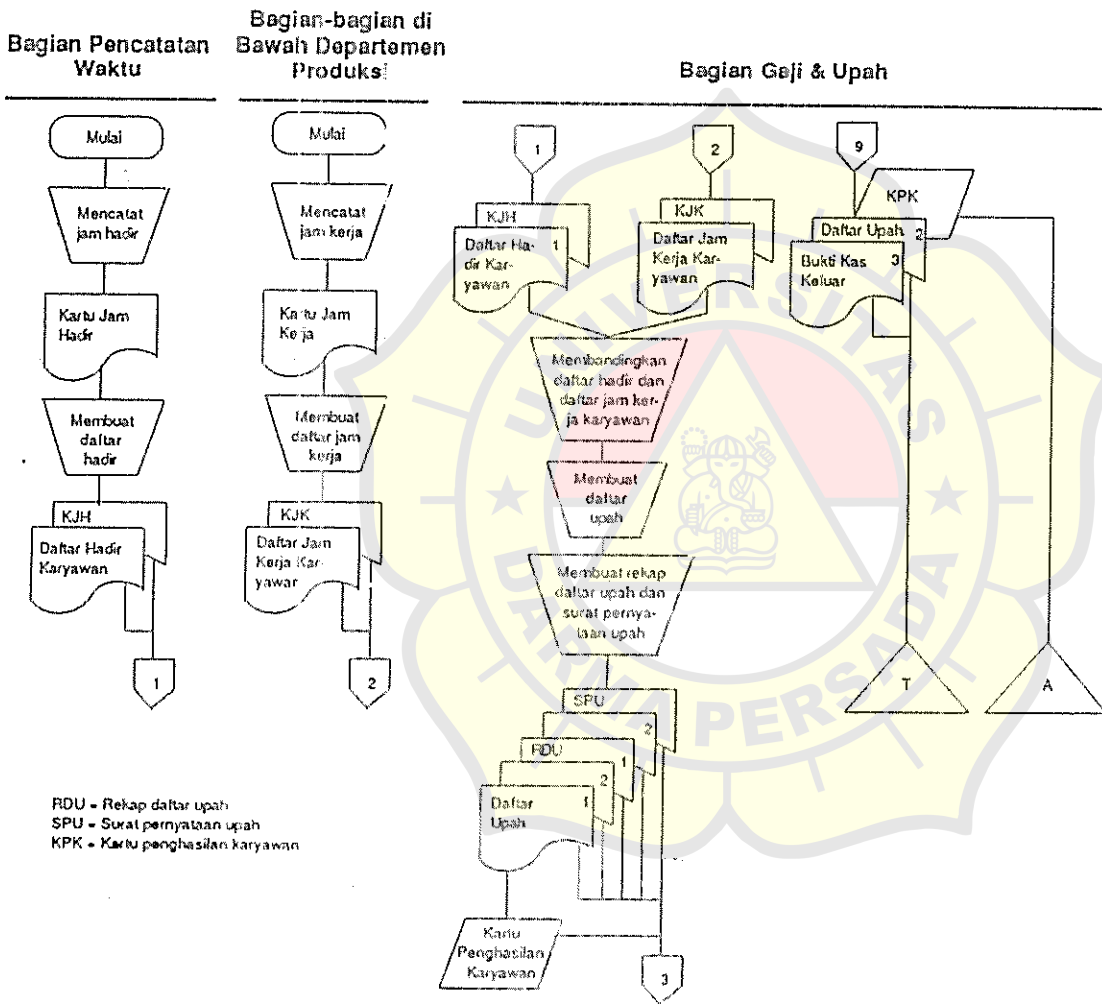 Bagian Pencatatan
Waktu
Bagian-bagian di
Bawah Departemen
Produksi
Bagian Gaji & Upah
Mulai
Mencatat
jam hadir
Kartu Jam
Hadir
Membuat
daftar
hadir
KJH
Daftar Hadir
Karyawan
1
Mulai
Mencatat
jam kerja
Kartu Jam
Kerja
Membuat
daftar jam
kerja
KJK
Daftar Jam
Kerja Kar-
yawan
2
1
KJH
Daftar Ha- 1
dir Kar-
yawan
2
KJK
Daftar Jam
Kerja Kar-
yawan
Membandingkan
daftar hadir dan
daftar jam ker-
ja karyawan
Membuat
daftar
upah
Membuat rekap
daftar upah dan
surat pernya-
taan upah
SPU
2
RDU 1
2
Daftar 1
Upah
Kartu
Penghasilan
Karyawan
3
9
KPK
Daftar Upah 2
Bukti Kas 3
Keluar
T
A
RDU = Rekap daftar upah
SPU = Surat pernyataan upah
KPK = Kartu penghasilan karyawan
UNIVERSITAS
DARMA PERSADA